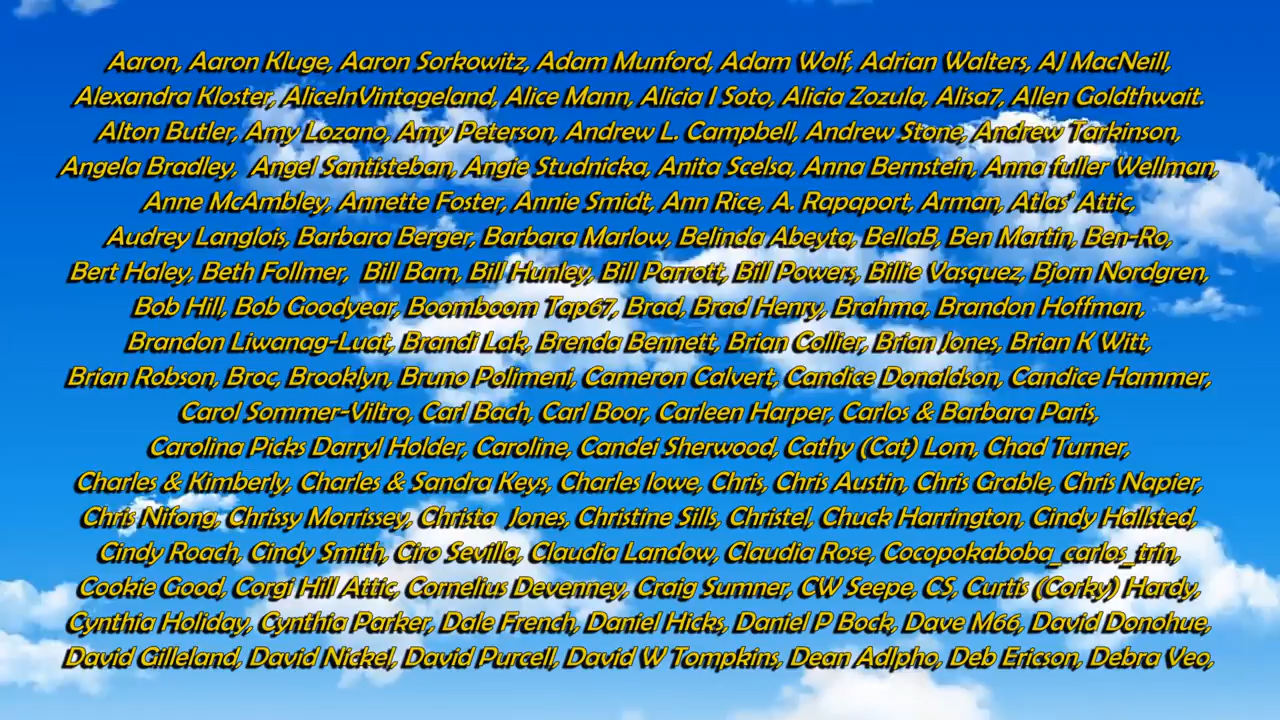 Aaron, Aaron Kluge, Aaron Sorkowitz, Adam Munford, Adam Wolf, Adrian Walters, AJ MacNeill,
Alexandra Kloster, AliceInVintageland, Alice Mann, Alicia I Soto, Alicia Zozula, Alisa7, Allen Goldthwait.
Alton Butler, Amy Lozano, Amy Peterson, Andrew L. Campbell, Andrew Stone, Andrew Tarkinson,
Angela Bradley,  Angel Santisteban, Angie Studnicka, Anita Scelsa, Anna Bernstein, Anna fuller Wellman,
Anne McAmbley, Annette Foster, Annie Smidt, Ann Rice, A. Rapaport, Arman, Atlas' Attic,
Audrey Langlois, Barbara Berger, Barbara Marlow, Belinda Abeyta, BellaB, Ben Martin, Ben-Ro,
Bert Haley, Beth Follmer,  Bill Bam, Bill Hunley, Bill Parrott, Bill Powers, Billie Vasquez, Bjorn Nordgren,
Bob Hill, Bob Goodyear, Boomboom Tap67, Brad, Brad Henry, Brahma, Brandon Hoffman,
Brandon Liwanag-Luat, Brandi Lak, Brenda Bennett, Brian Collier, Brian Jones, Brian K Witt,
Brian Robson, Broc, Brooklyn, Bruno Polimeni, Cameron Calvert, Candice Donaldson, Candice Hammer,
Carol Sommer-Viltro, Carl Bach, Carl Boor, Carleen Harper, Carlos & Barbara Paris,
Carolina Picks Darryl Holder, Caroline, Candei Sherwood, Cathy (Cat) Lom, Chad Turner,
Charles & Kimberly, Charles & Sandra Keys, Charles lowe, Chris, Chris Austin, Chris Grable, Chris Napier,
Chris Nifong, Chrissy Morrissey, Christa  Jones, Christine Sills, Christel, Chuck Harrington, Cindy Hallsted,
Cindy Roach, Cindy Smith, Ciro Sevilla, Claudia Landow, Claudia Rose, Cocopokaboba_carlos_trin,
Cookie Good, Corgi Hill Attic, Cornelius Devenney, Craig Sumner, CW Seepe, CS, Curtis (Corky) Hardy,
Cynthia Holiday, Cynthia Parker, Dale French, Daniel Hicks, Daniel P Bock, Dave M66, David Donohue,
David Gilleland, David Nickel, David Purcell, David W Tompkins, Dean Adlpho, Deb Ericson, Debra Veo,